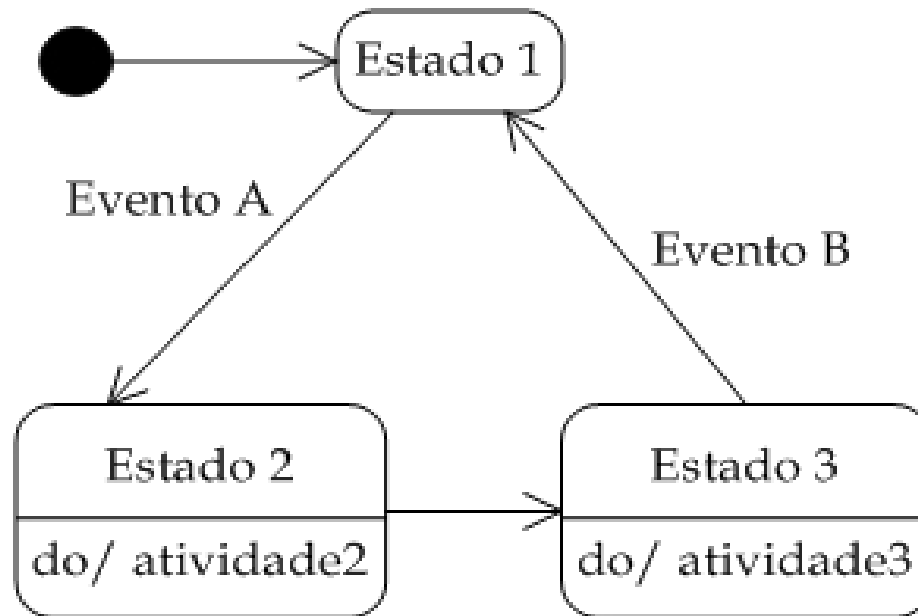 Estado 1
Evento A
Evento B
Estado 2
do/ atividade2
Estado 3
do/ atividade3